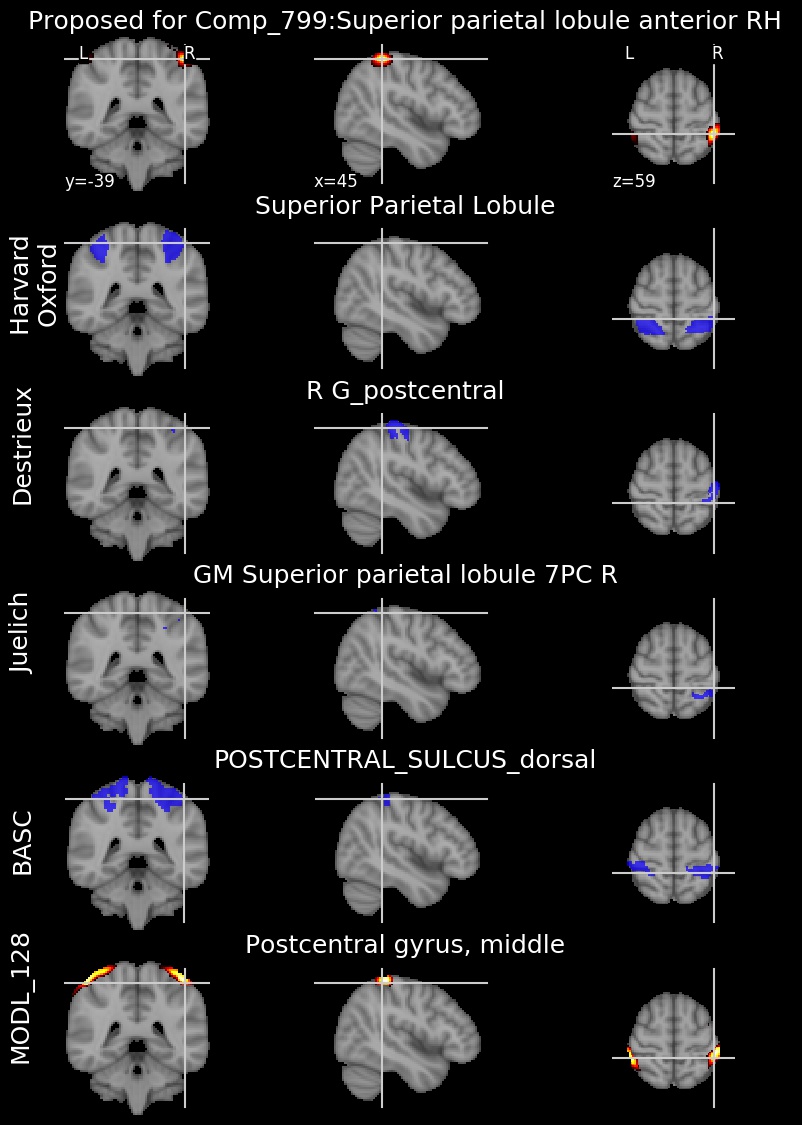 Proposed for Comp_799:Superior parietal lobule anterior RH
L R
L R
y=-39
x=45
z=59
Superior Parietal Lobule
Harvard
Oxford
R G_postcentral
Destrieux
GM Superior parietal lobule 7PC R
Juelich
POSTCENTRAL_SULCUS_dorsal
BASC
Postcentral gyrus, middle
MODL_128